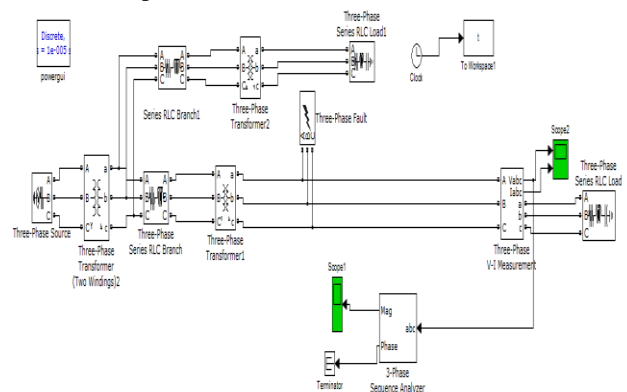 Discrete,
s = 1e-005 s
powergui
Three-Phase
Series RLC Load1
Clock
t
To Workspace1
A
B
C
A
B
C
Series RLC Branch1
A
B
C
a
b
c
Three-Phase
Transformer2
A
B
C
Three-Phase Fault
A
B
C
Three-Phase Source
A
B
C
a
b
c
Three-Phase
Transformer
(Two Windings)2
A
B
C
A
B
C
Three-Phase
Series RLC Branch
A
B
C
a
b
c
Three-Phase
Transformer1
A
B
C
Vabc
Iabc
a
b
c
Three-Phase
V-I Measurement
Scope2
Three-Phase
Series RLC Load
A
B
C
Scope1
Mag
Phase
abc
3-Phase
Sequence Analyzer
Terminator